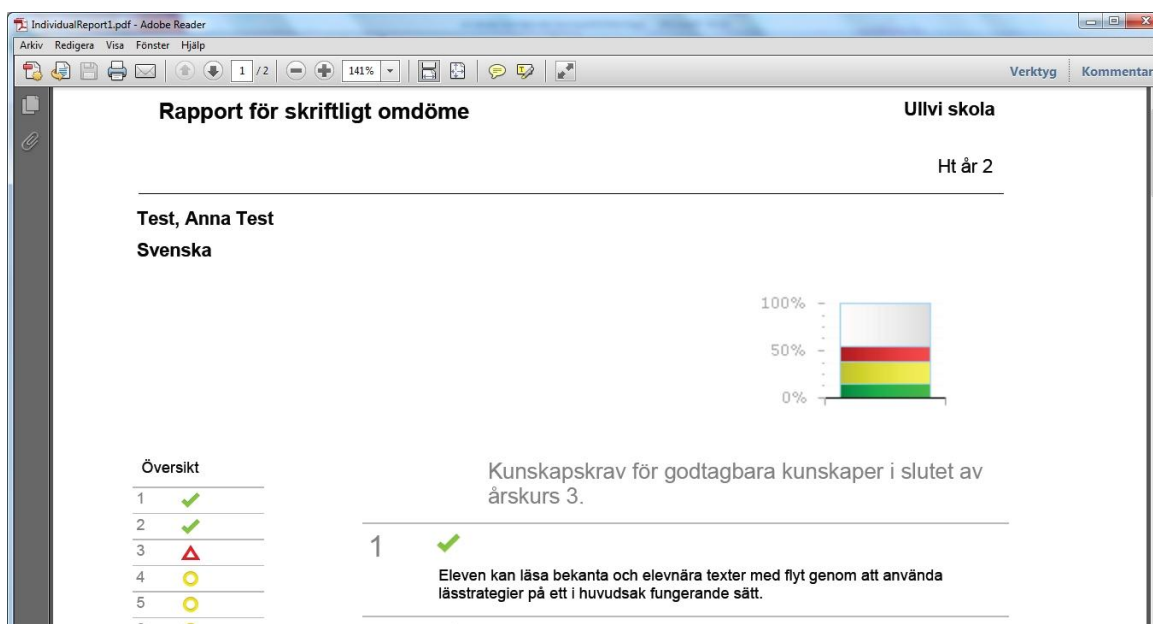 IndividualReport1.pdf - Adobe Reader
Arkiv Redigera Visa Fönster Hjälp
1 / 2 141% Verktyg Kommentar
Rapport för skriftligt omdöme Ullvi skola
Ht år 2
Test, Anna Test
Svenska
100%
50%
0%
Översikt
1
2
3
4
5
Kunskapskrav för godtagbara kunskaper i slutet av
årskurs 3.
1
Eleven kan läsa bekanta och elevnära texter med flyt genom att använda
lässtrategier på ett i huvudsak fungerande sätt.